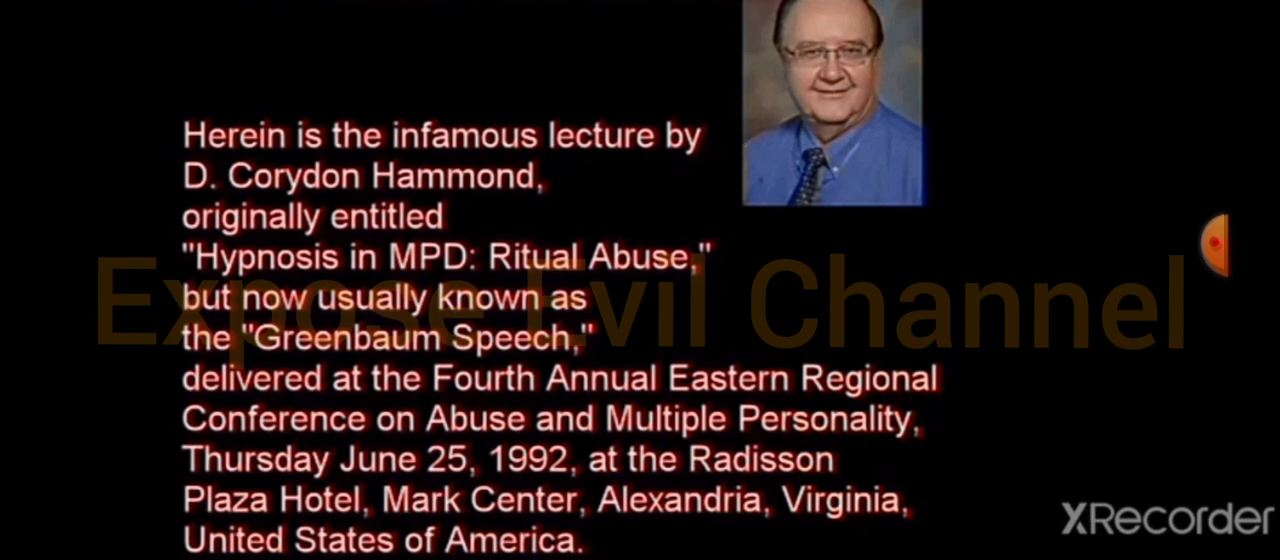 Herein is the infamous lecture by
D. Corydon Hammond,
originally entitled
"Hypnosis in MPD: Ritual Abuse,"
but now usually known as
the "Greenbaum Speech,"
delivered at the Fourth Annual Eastern Regional
Conference on Abuse and Multiple Personality,
Thursday June 25, 1992, at the Radisson
Plaza Hotel, Mark Center, Alexandria, Virginia,
United States of America.
Expose Evil Channel
XRecorder